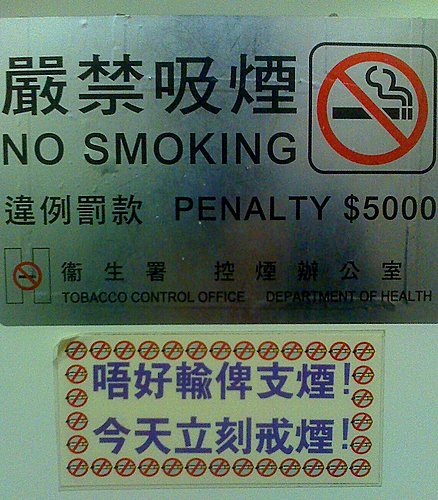 嚴禁吸煙
NO SMOKING
違例罰款 PENALTY $5000
衞生署 控煙辦公室
TOBACCO CONTROL OFFICE DEPARTMENT OF HEALTH
唔好輸俾支煙!
今天立刻戒煙!